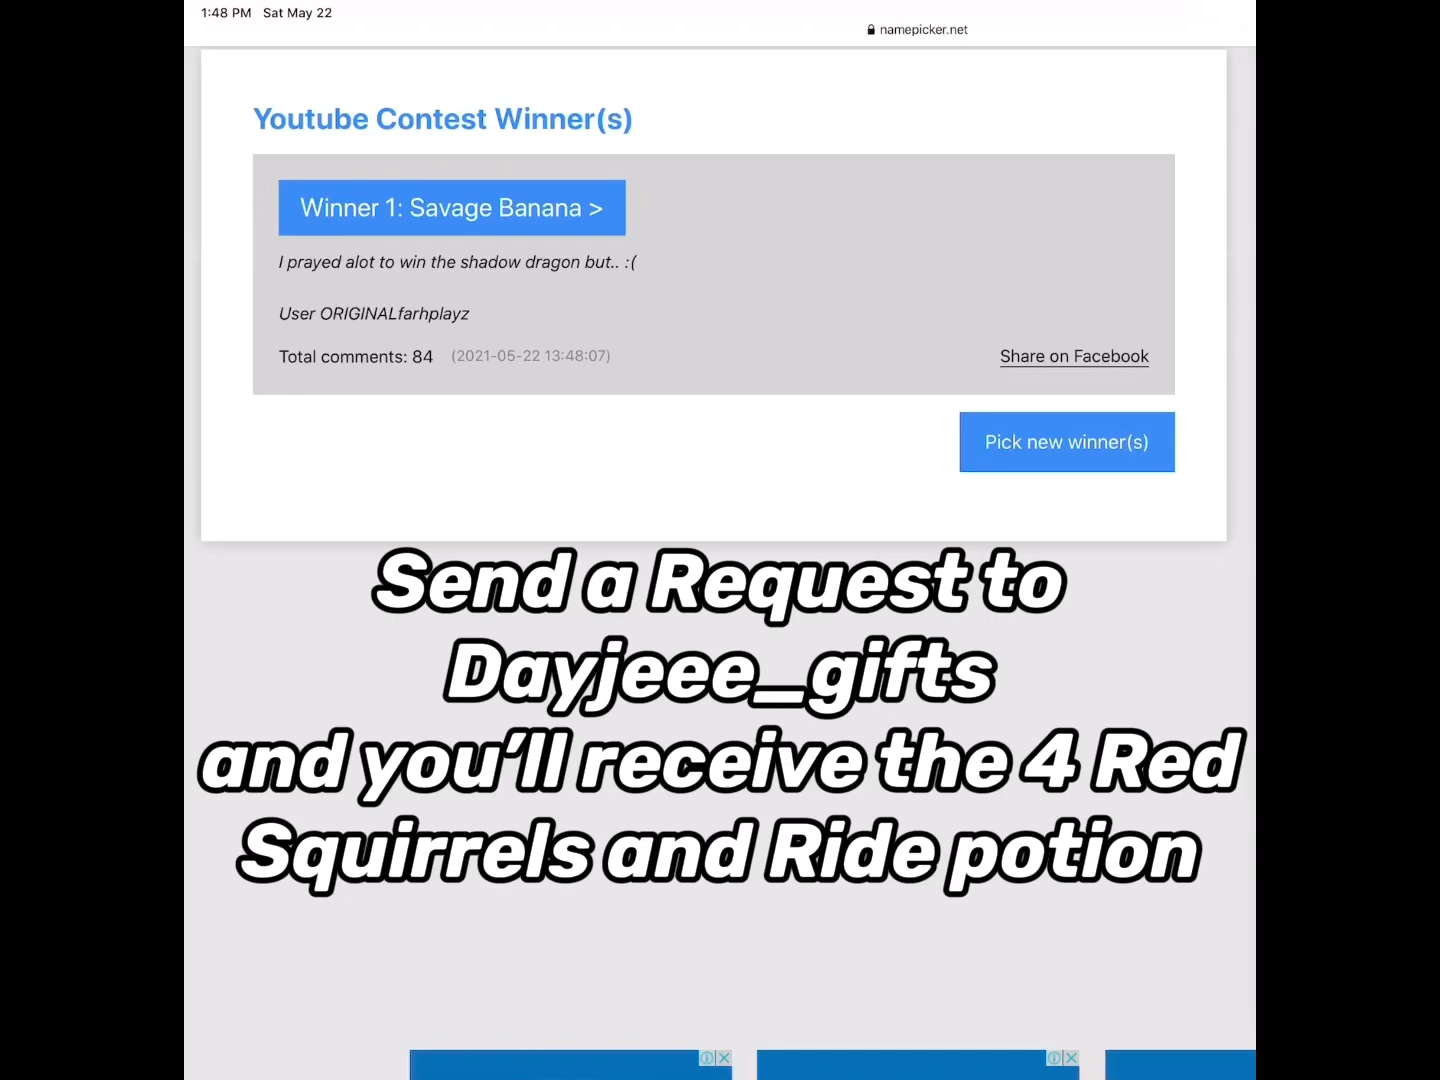 1:48 PM Sat May 22
namepicker.net
Youtube Contest Winner(s)
Winner 1: Savage Banana >
I prayed alot to win the shadow dragon but.. :(
User ORIGINALfarhplayz
Total comments: 84 (2021-05-22 13:48:07)
Share on Facebook
Pick new winner(s)
Send a Request to
Dayjeee_gifts
and you’ll receive the 4 Red
Squirrels and Ride potion